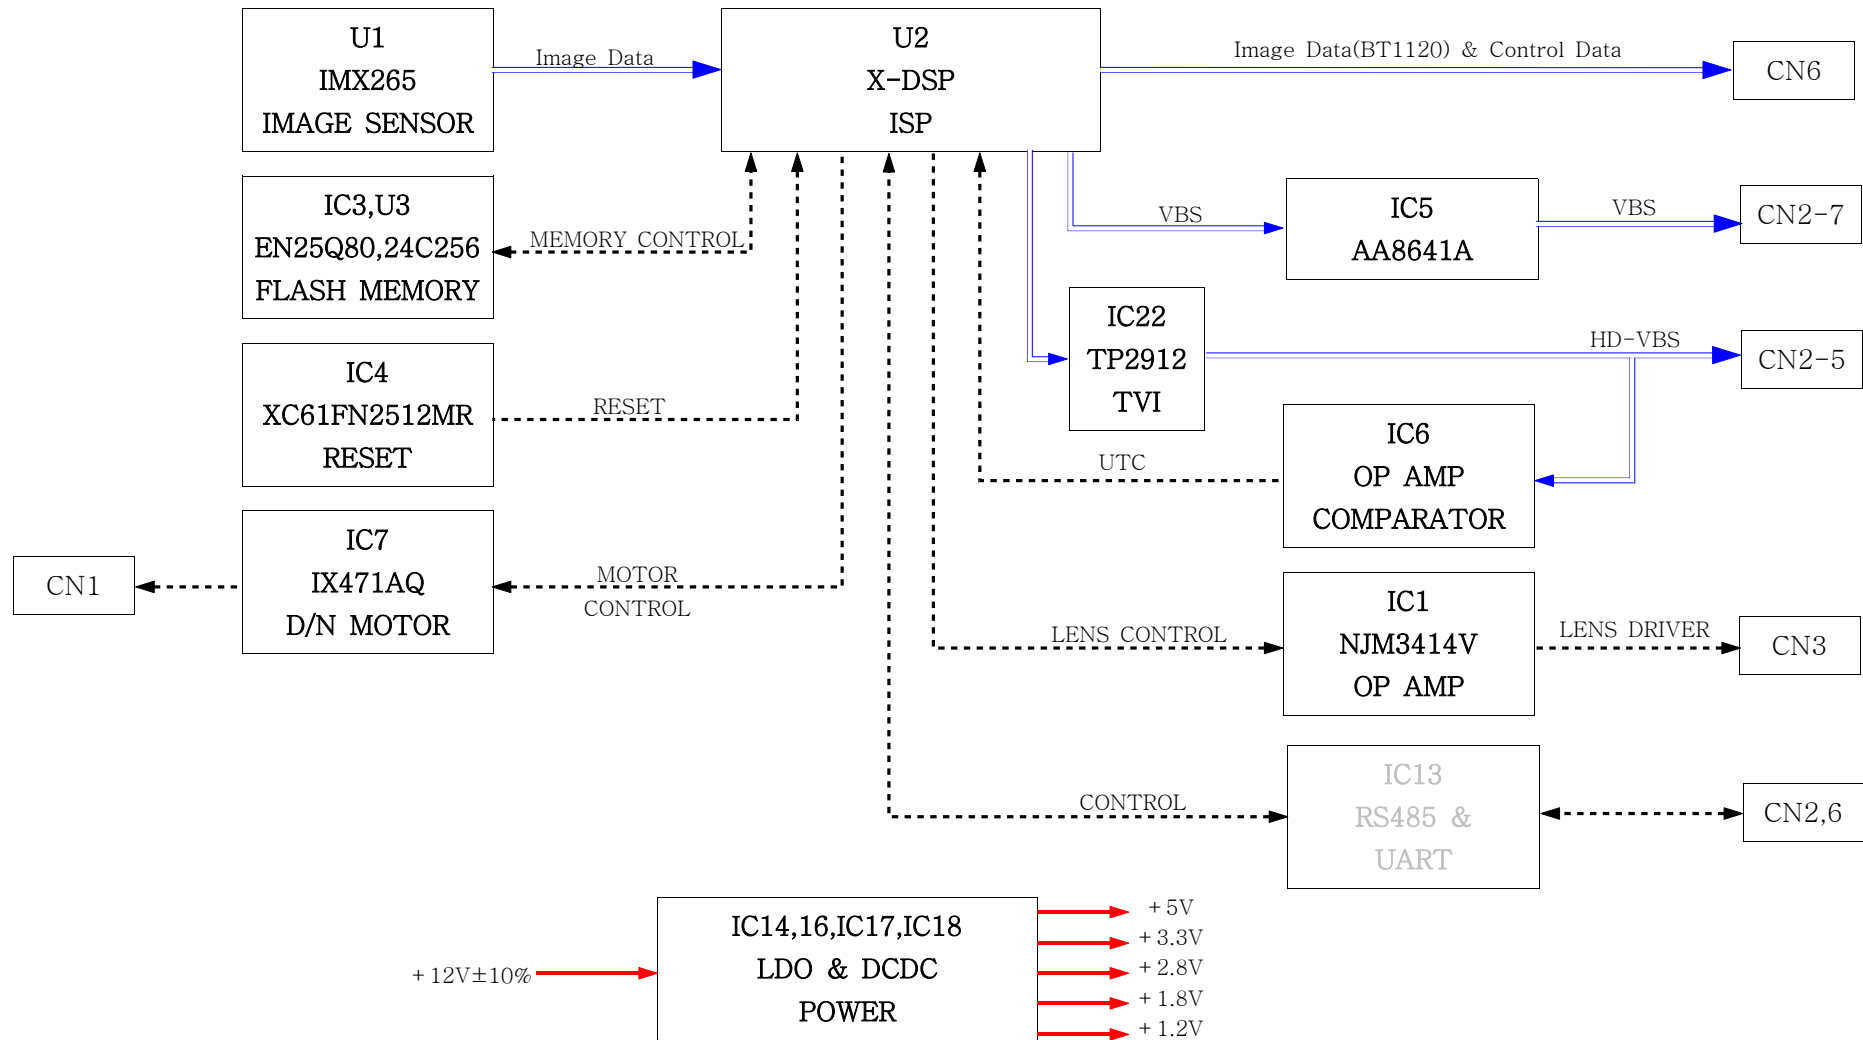 U1
IMX265
IMAGE SENSOR
Image Data
U2
X-DSP
ISP
Image Data(BT1120) & Control Data
CN6
IC3,U3
EN25Q80,24C256
FLASH MEMORY
MEMORY CONTROL
VBS
IC5
AA8641A
VBS
CN2-7
IC22
TP2912
TVI
HD-VBS
CN2-5
IC4
XC61FN2512MR
RESET
RESET
UTC
IC6
OP AMP
COMPARATOR
CN1
IC7
IX471AQ
D/N MOTOR
MOTOR
CONTROL
LENS CONTROL
IC1
NJM3414V
OP AMP
LENS DRIVER
CN3
CONTROL
IC13
RS485 &
UART
CN2,6
+12V±10%
IC14,16,IC17,IC18
LDO & DCDC
POWER
+5V
+3.3V
+2.8V
+1.8V
+1.2V